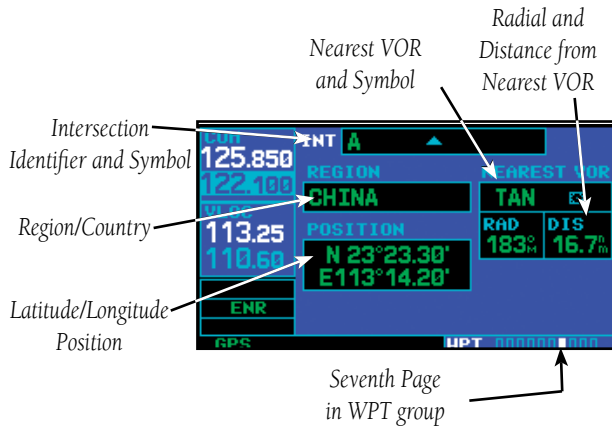 Radial and
Distance from
Nearest VOR
Nearest VOR
and Symbol
Intersection
Identifier and Symbol
Region/Country
Latitude/Longitude
Position
COM
125.850
122.100
VLOC
113.25
110.60
ENR
GPS
INT A
REGION
CHINA
NEAREST VOR
TAN
RAD DIS
183°M 16.7nm
POSITION
N 23°23.30'
E113°14.20'
WPT
Seventh Page
in WPT group